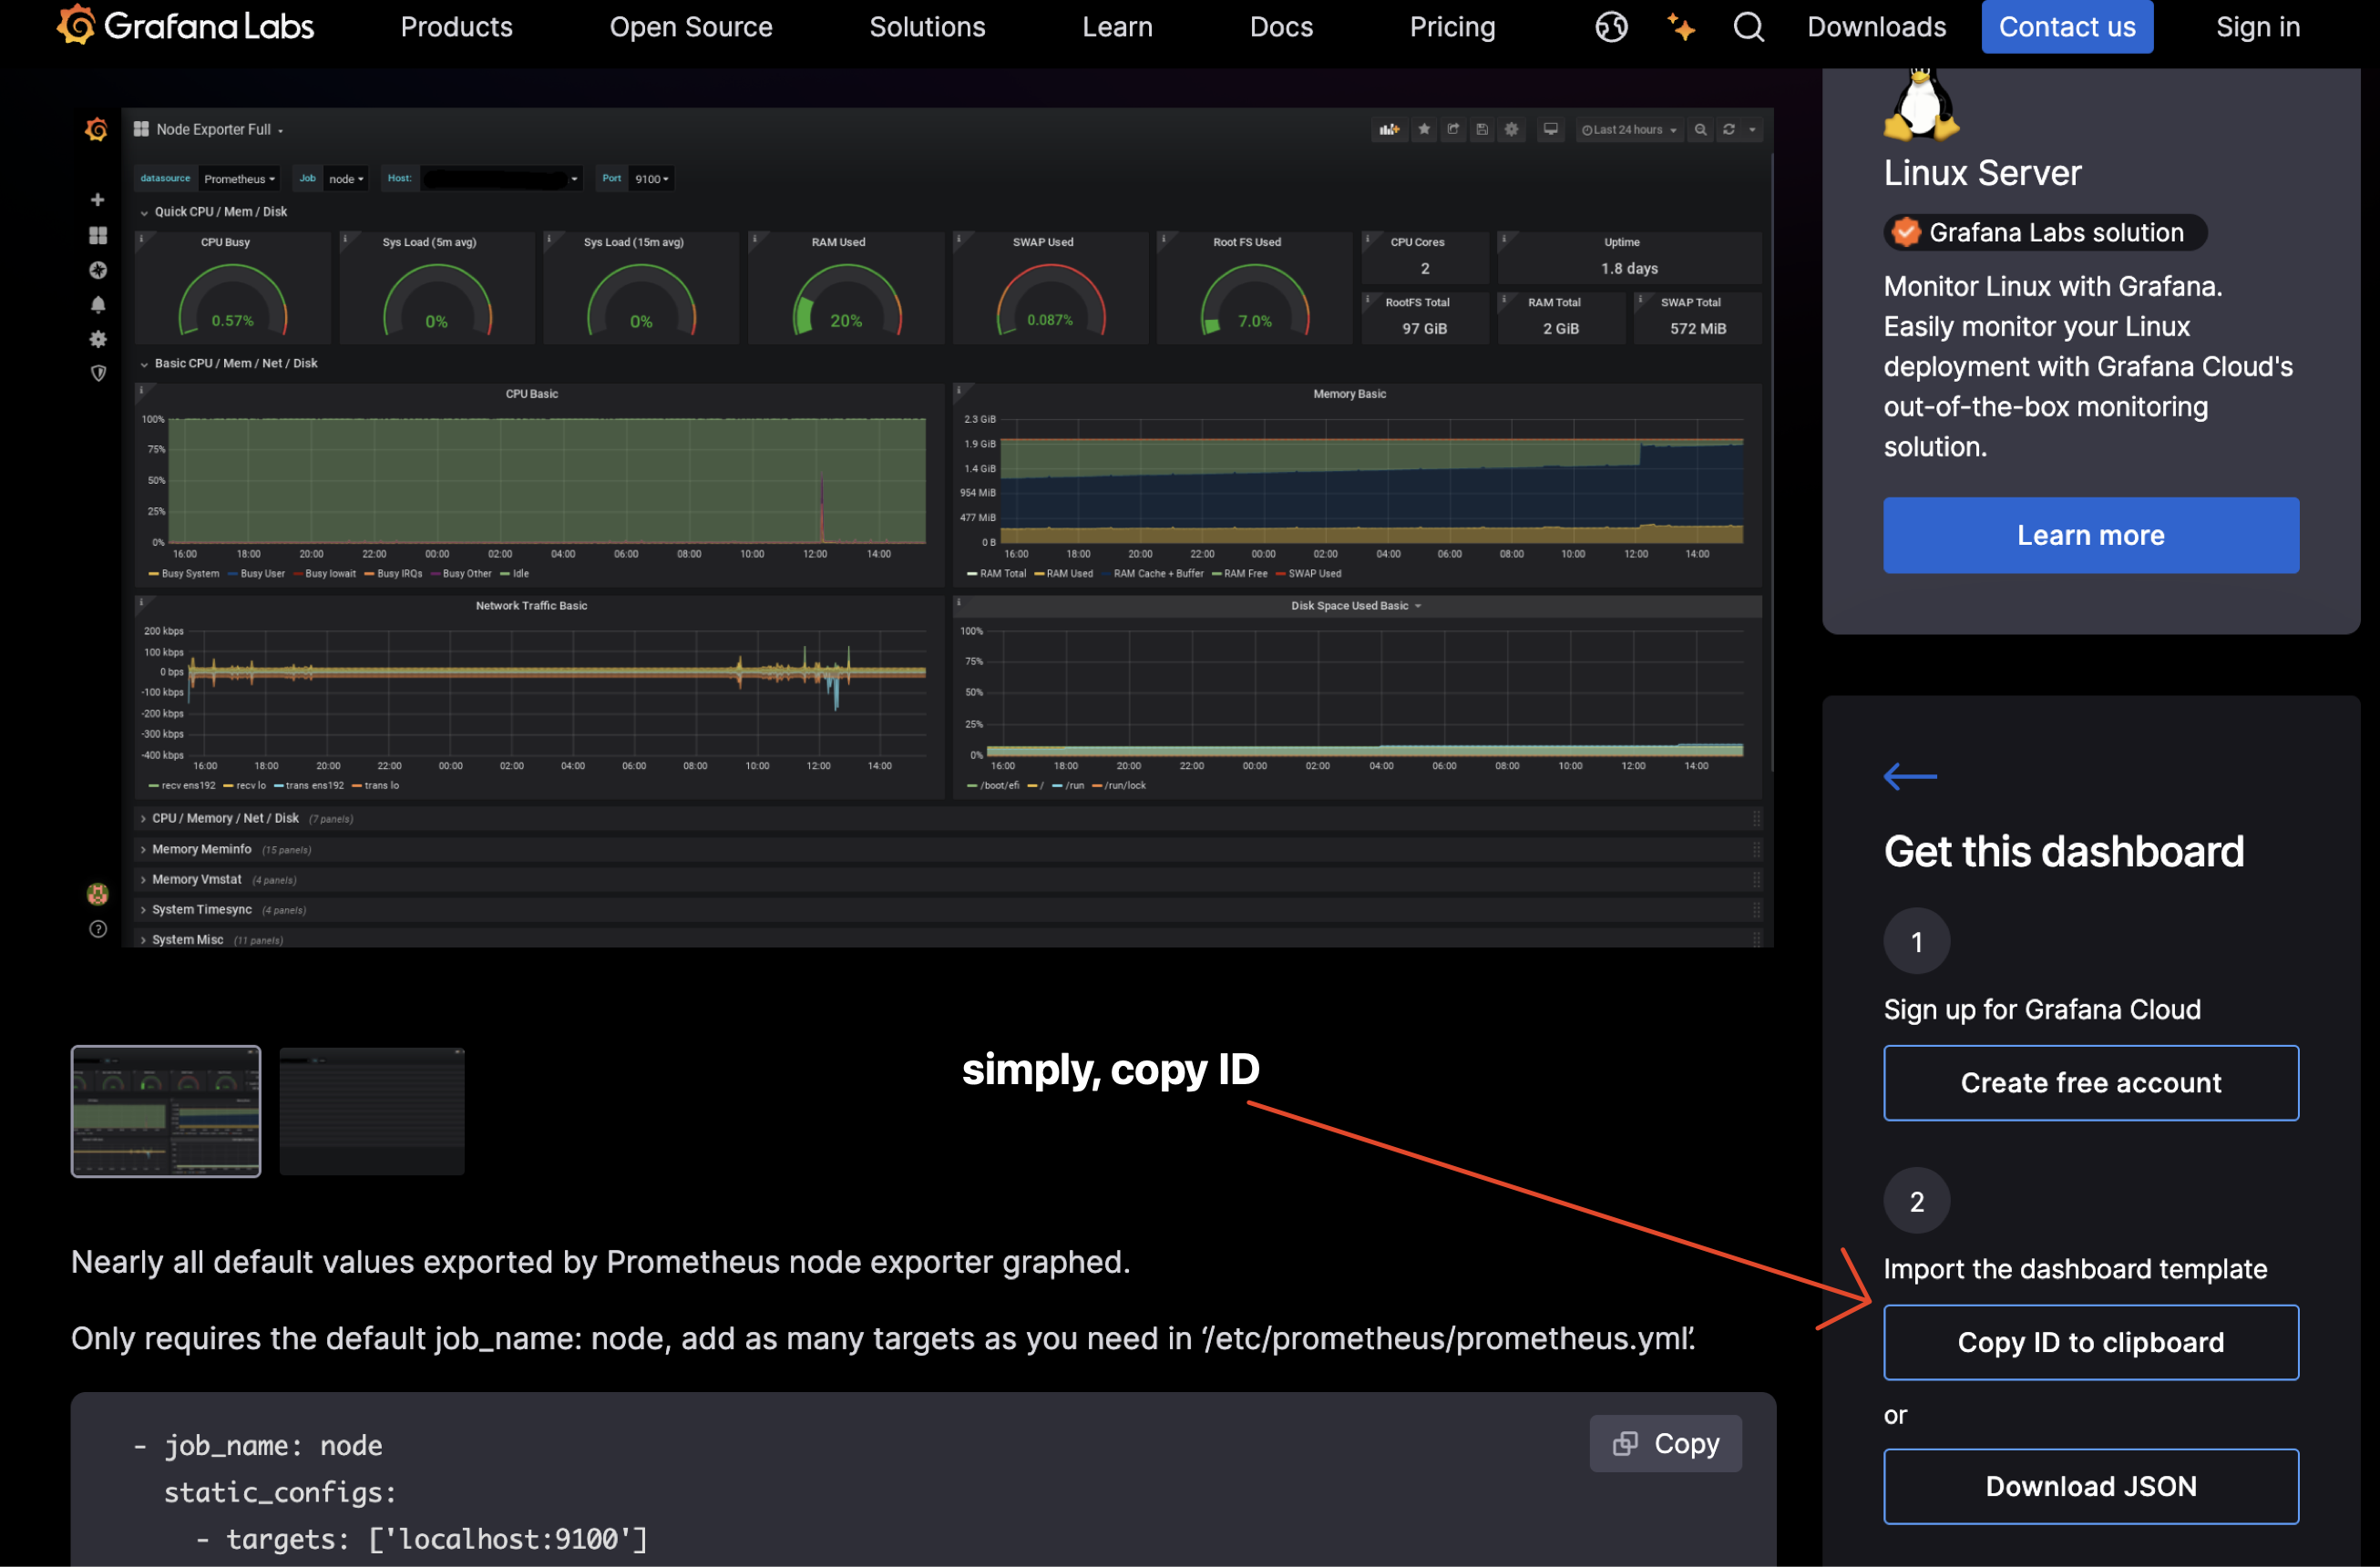 Grafana Labs Products Open Source Solutions Learn Docs Pricing Downloads Contact us Sign in
Node Exporter Full
Last 24 hours
datasource Prometheus Job node Host: Port 9100
Quick CPU / Mem / Disk
CPU Busy
0.57%
Sys Load (5m avg)
0%
Sys Load (15m avg)
0%
RAM Used
20%
SWAP Used
0.087%
Root FS Used
7.0%
CPU Cores
2
Uptime
1.8 days
RootFS Total
97 GiB
RAM Total
2 GiB
SWAP Total
572 MiB
Basic CPU / Mem / Net / Disk
CPU Basic
100%
75%
50%
25%
0%
16:00 18:00 20:00 22:00 00:00 02:00 04:00 06:00 08:00 10:00 12:00 14:00
Busy System Busy User Busy Iowait Busy IRQs Busy Other Idle
Memory Basic
2.3 GiB
1.9 GiB
1.4 GiB
954 MiB
477 MiB
0 B
16:00 18:00 20:00 22:00 00:00 02:00 04:00 06:00 08:00 10:00 12:00 14:00
RAM Total RAM Used RAM Cache + Buffer RAM Free SWAP Used
Network Traffic Basic
200 kbps
100 kbps
0 bps
-100 kbps
-200 kbps
-300 kbps
-400 kbps
16:00 18:00 20:00 22:00 00:00 02:00 04:00 06:00 08:00 10:00 12:00 14:00
recv ens192 recv lo trans ens192 trans lo
Disk Space Used Basic
100%
75%
50%
25%
0%
16:00 18:00 20:00 22:00 00:00 02:00 04:00 06:00 08:00 10:00 12:00 14:00
/boot/efi / /run /run/lock
CPU / Memory / Net / Disk (7 panels)
Memory Meminfo (15 panels)
Memory Vmstat (4 panels)
System Timesync (4 panels)
System Misc (11 panels)
simply, copy ID
Nearly all default values exported by Prometheus node exporter graphed.
Only requires the default job_name: node, add as many targets as you need in ‘/etc/prometheus/prometheus.yml’.
Copy
- job_name: node
static_configs:
- targets: ['localhost:9100']
Linux Server
Grafana Labs solution
Monitor Linux with Grafana.
Easily monitor your Linux
deployment with Grafana Cloud's
out-of-the-box monitoring
solution.
Learn more
Get this dashboard
1
Sign up for Grafana Cloud
Create free account
2
Import the dashboard template
Copy ID to clipboard
or
Download JSON